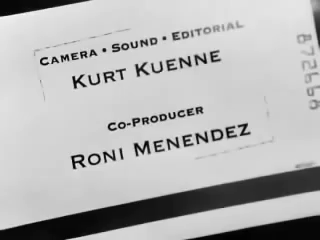 CAMERA • SOUND • EDITORIAL
KURT KUENNE
CO-PRODUCER
RONI MENENDEZ